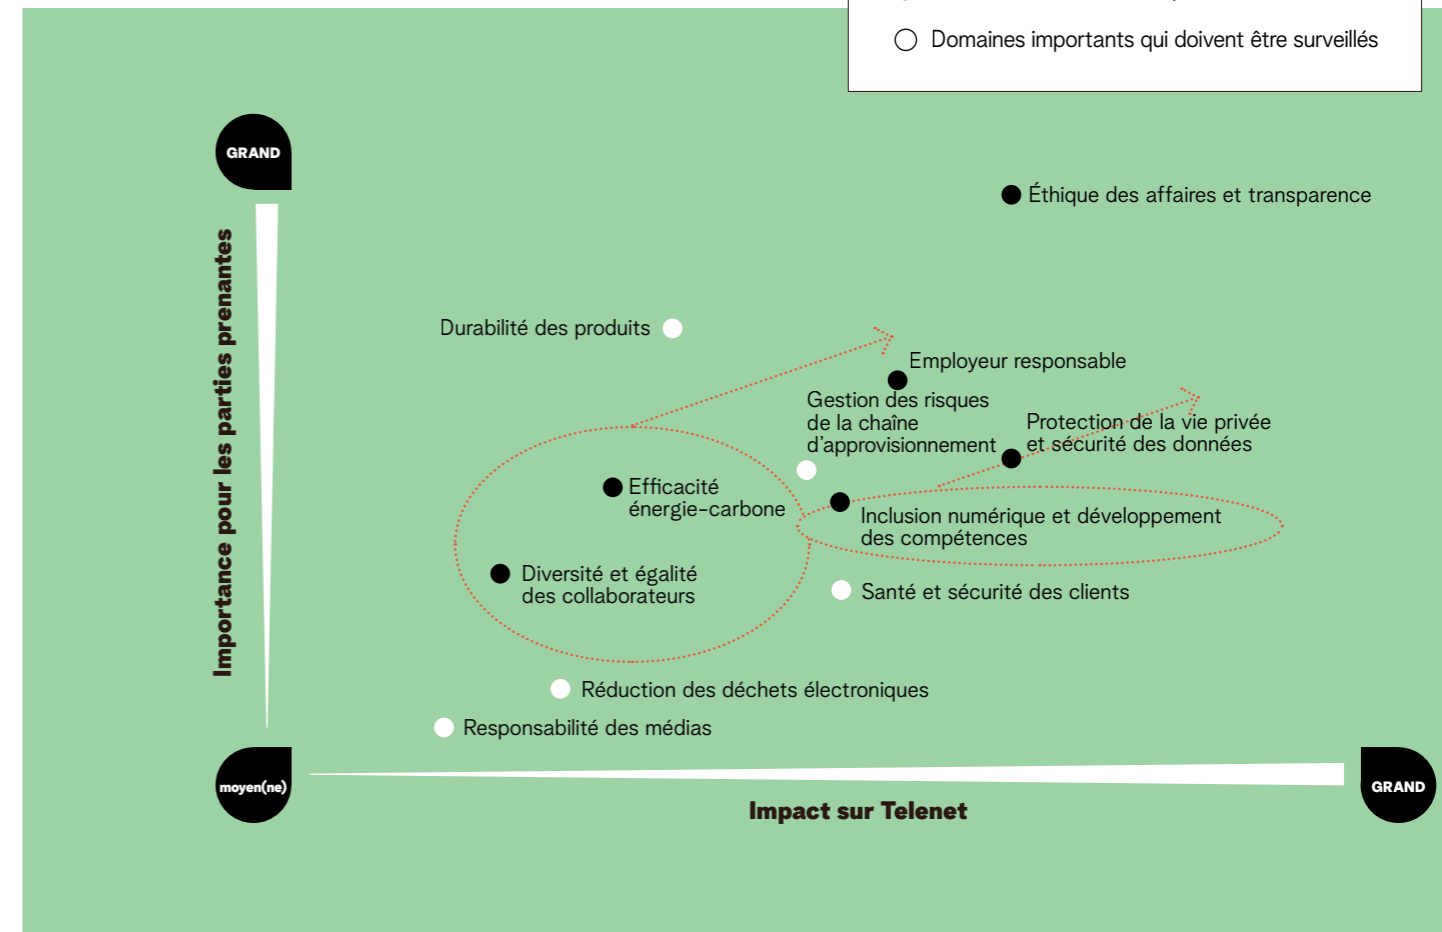 Domaines importants qui doivent être surveillés
GRAND
Éthique des affaires et transparence
Importance pour les parties prenantes
Durabilité des produits
Employeur responsable
Gestion des risques
de la chaîne
d’approvisionnement
Protection de la vie privée
et sécurité des données
Efficacité
énergie-carbone
Inclusion numérique et développement
des compétences
Diversité et égalité
des collaborateurs
Santé et sécurité des clients
Réduction des déchets électroniques
Responsabilité des médias
moyen(ne)
Impact sur Telenet
GRAND